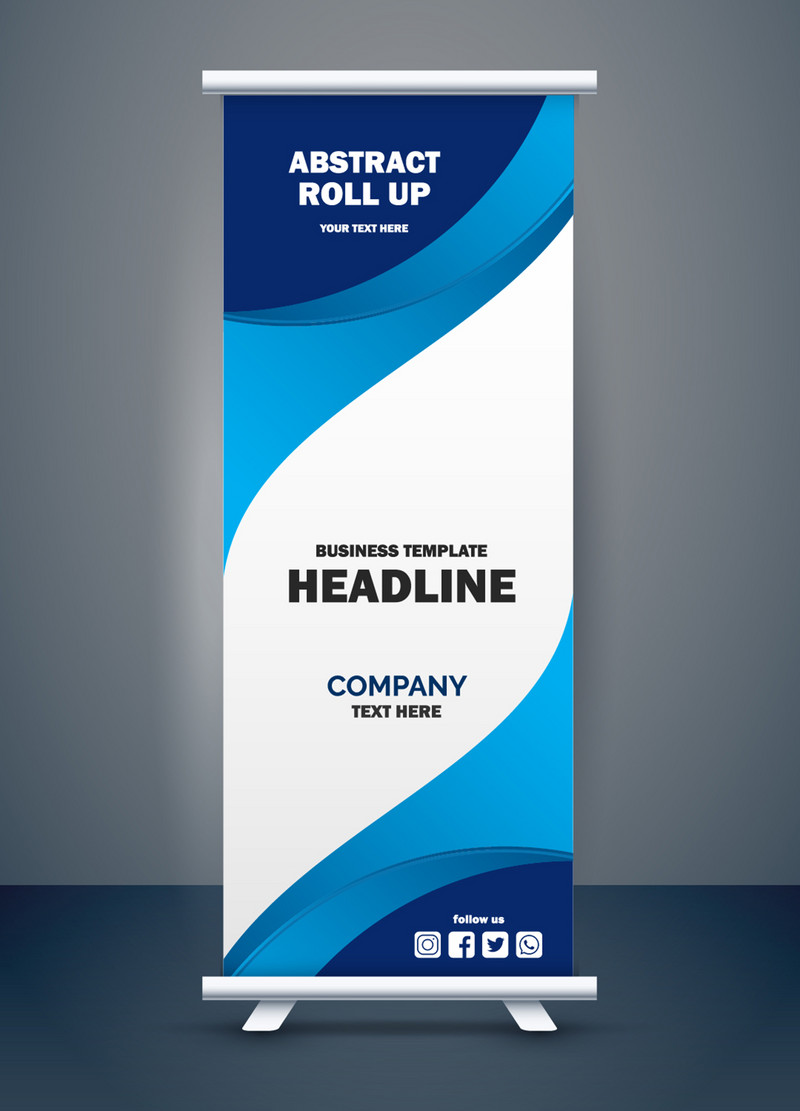 ABSTRACT
ROLL UP
YOUR TEXT HERE
BUSINESS TEMPLATE
HEADLINE
COMPANY
TEXT HERE
follow us